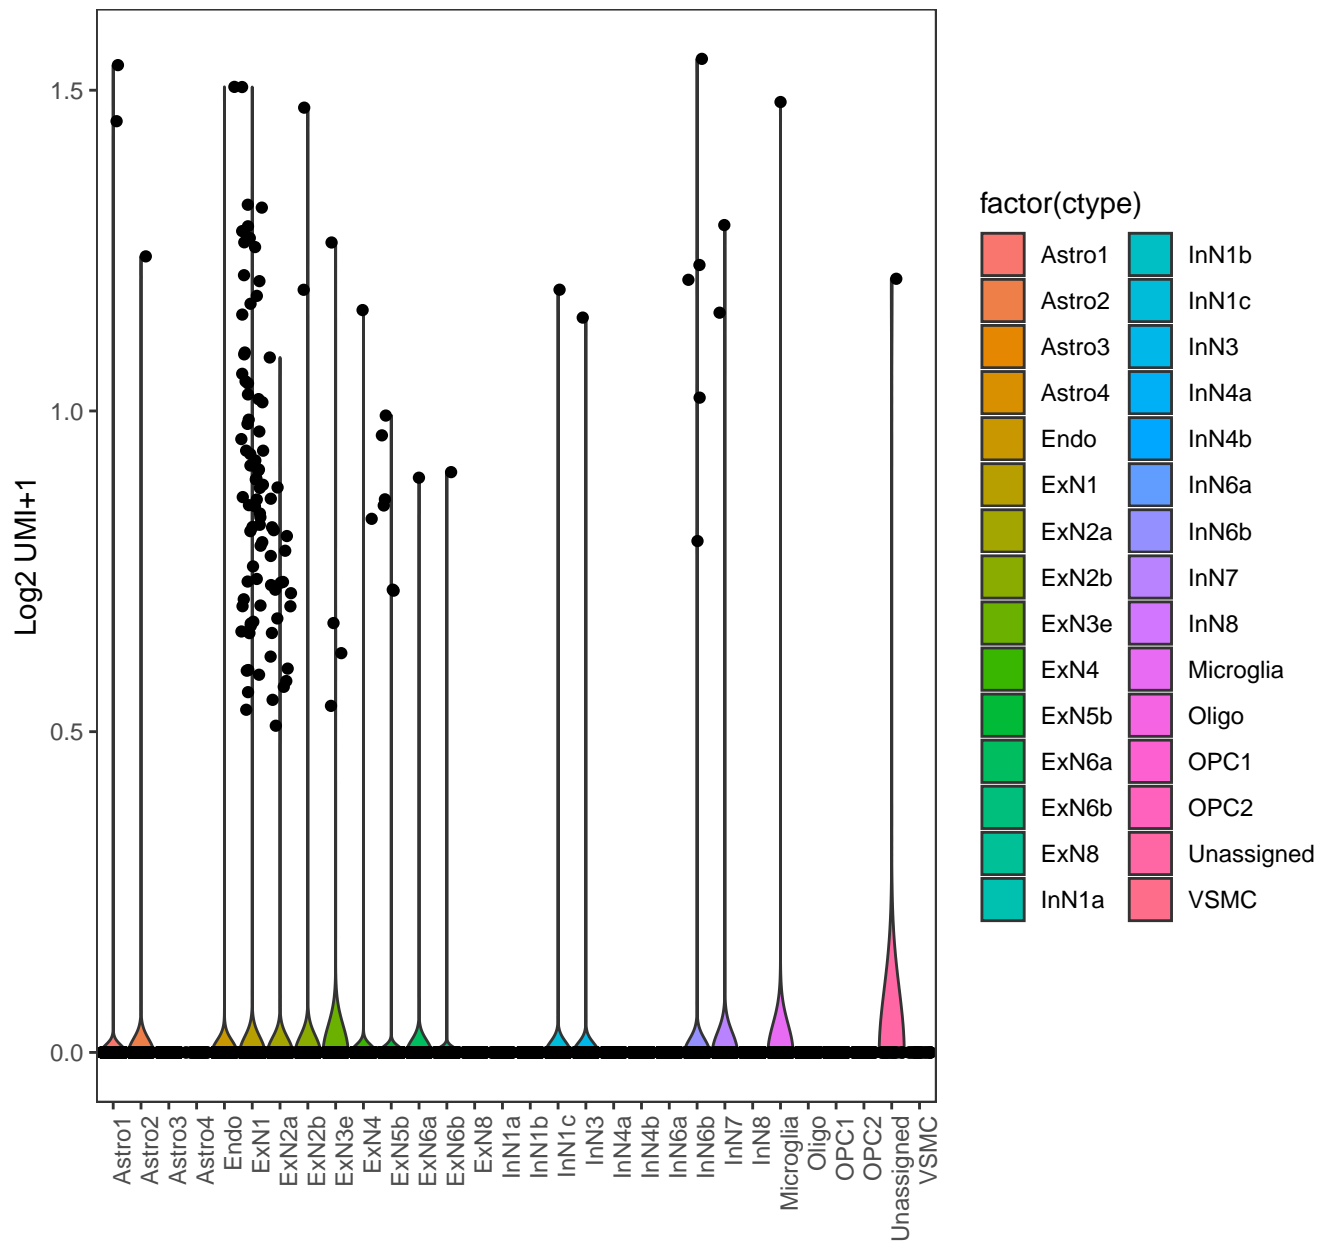 1.5
1.0
0.5
0.0
Log2 UMI+1
Astro1
Astro2
Astro3
Astro4
Endo
ExN1
ExN2a
ExN2b
ExN3e
ExN4
ExN5b
ExN6a
ExN6b
ExN8
InN1a
InN1b
InN1c
InN3
InN4a
InN4b
InN6a
InN6b
InN7
InN8
Microglia
Oligo
OPC1
OPC2
Unassigned
VSMC
factor(ctype)
Astro1
Astro2
Astro3
Astro4
Endo
ExN1
ExN2a
ExN2b
ExN3e
ExN4
ExN5b
ExN6a
ExN6b
ExN8
InN1a
InN1b
InN1c
InN3
InN4a
InN4b
InN6a
InN6b
InN7
InN8
Microglia
Oligo
OPC1
OPC2
Unassigned
VSMC